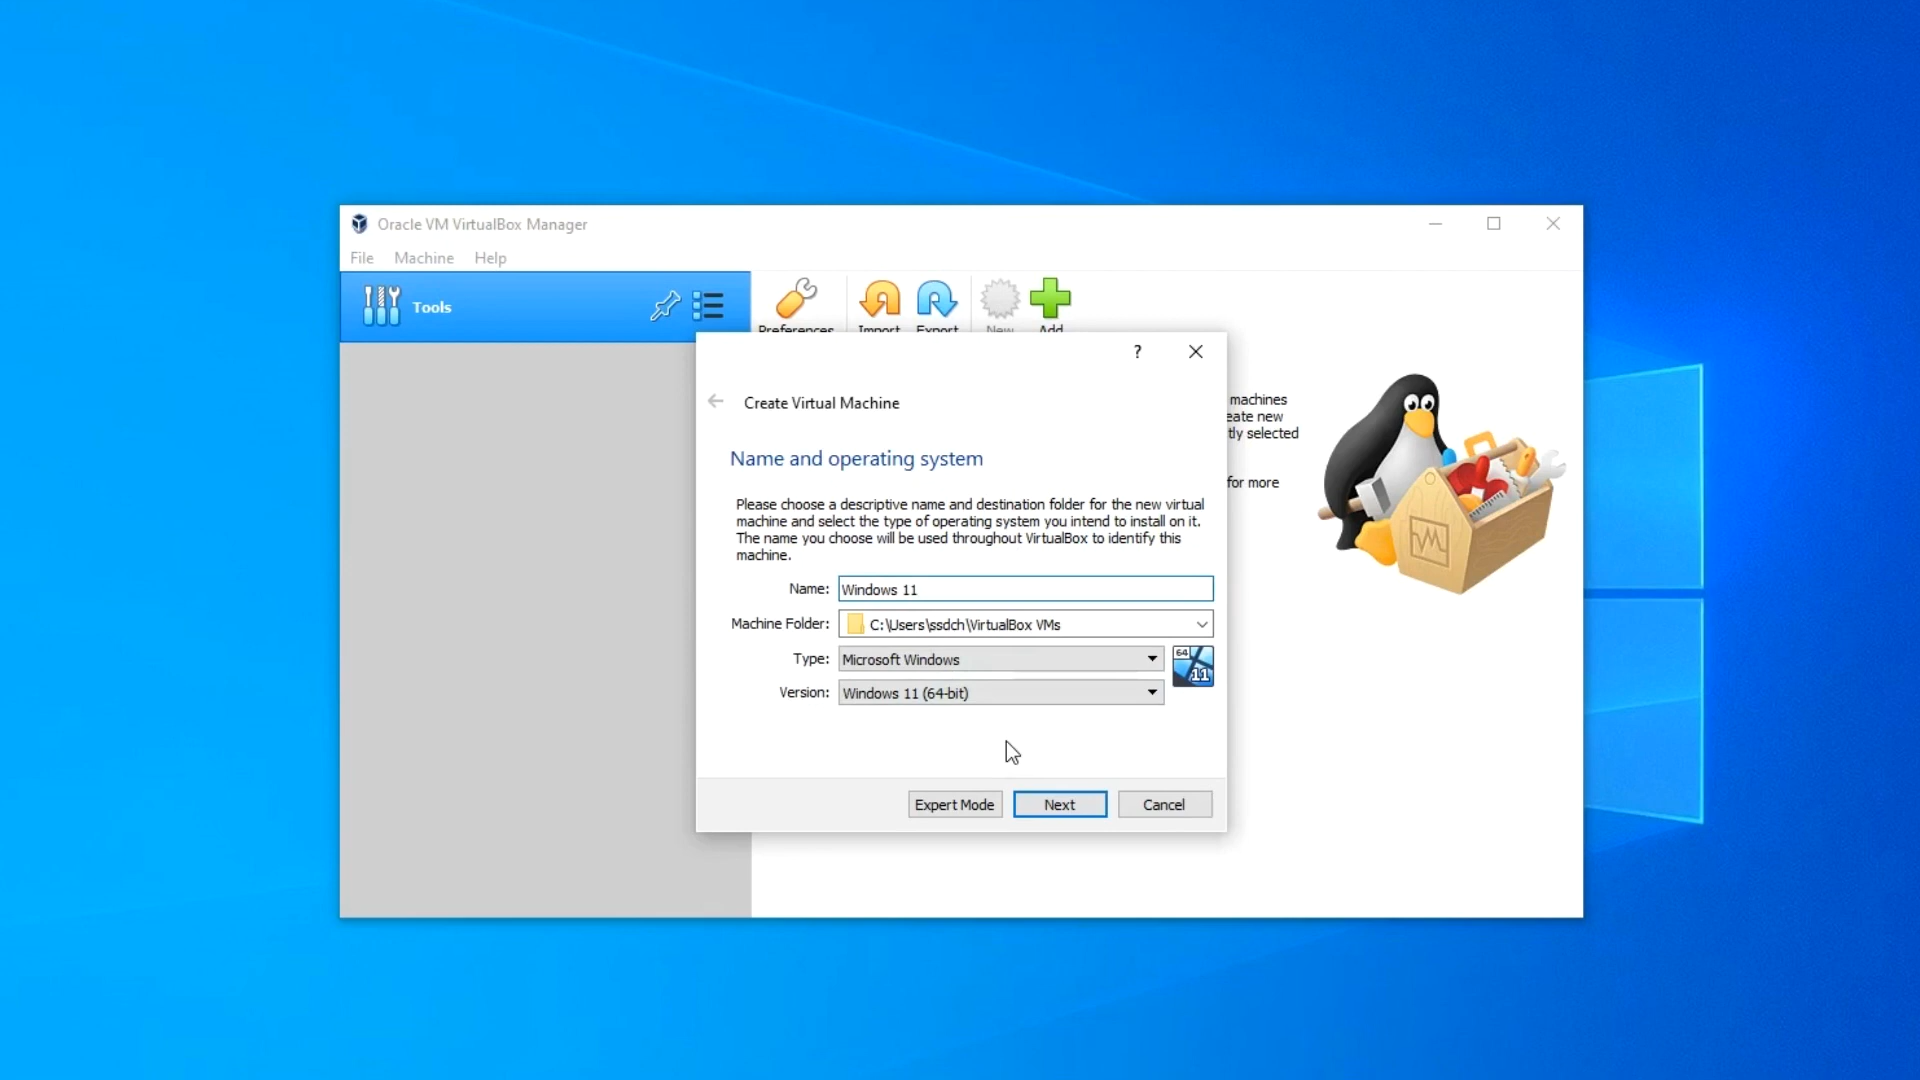 Oracle VM VirtualBox Manager
File Machine Help
Tools
Preferences Import Export New Add
machines
eate new
tly selected
for more
?
Create Virtual Machine
Name and operating system
Please choose a descriptive name and destination folder for the new virtual
machine and select the type of operating system you intend to install on it.
The name you choose will be used throughout VirtualBox to identify this
machine.
Name: Windows 11
Machine Folder: C:\Users\ssdch\VirtualBox VMs
Type: Microsoft Windows
64
11
Version: Windows 11 (64-bit)
Expert Mode Next Cancel